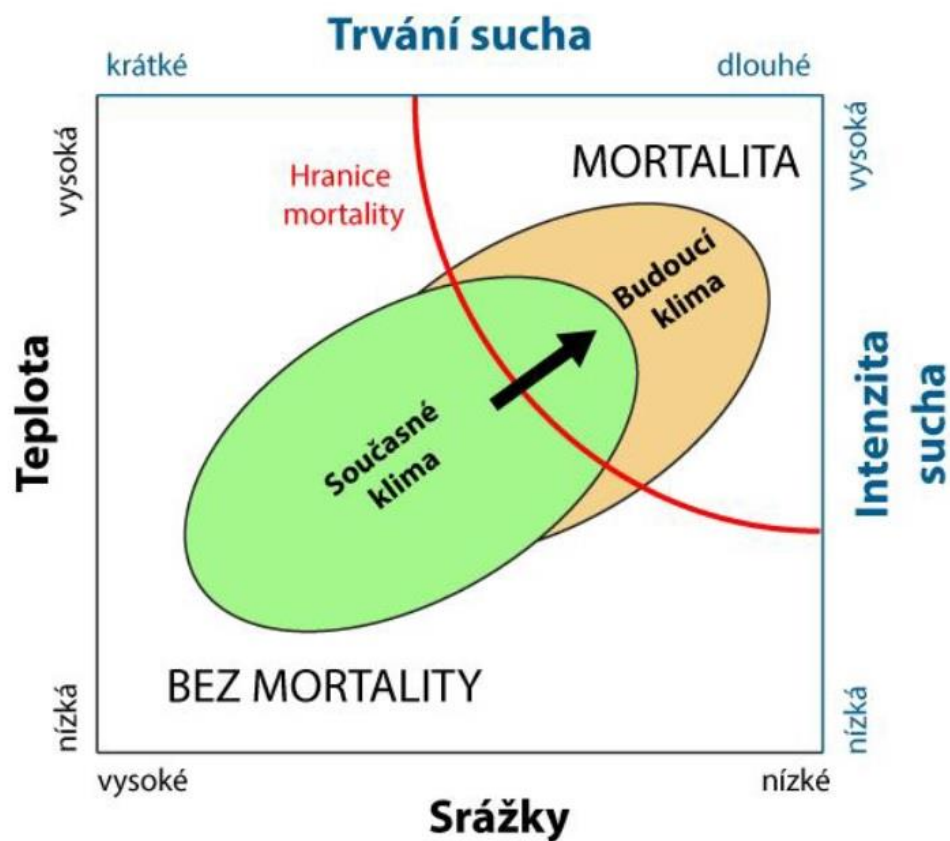 Trvání sucha
krátké
dlouhé
vysoká
vysoká
MORTALITA
Hranice
mortality
Budoucí
klima
Současné
klima
Teplota
Intenzita
sucha
BEZ MORTALITY
nízká
nízká
vysoké
nízké
Srážky